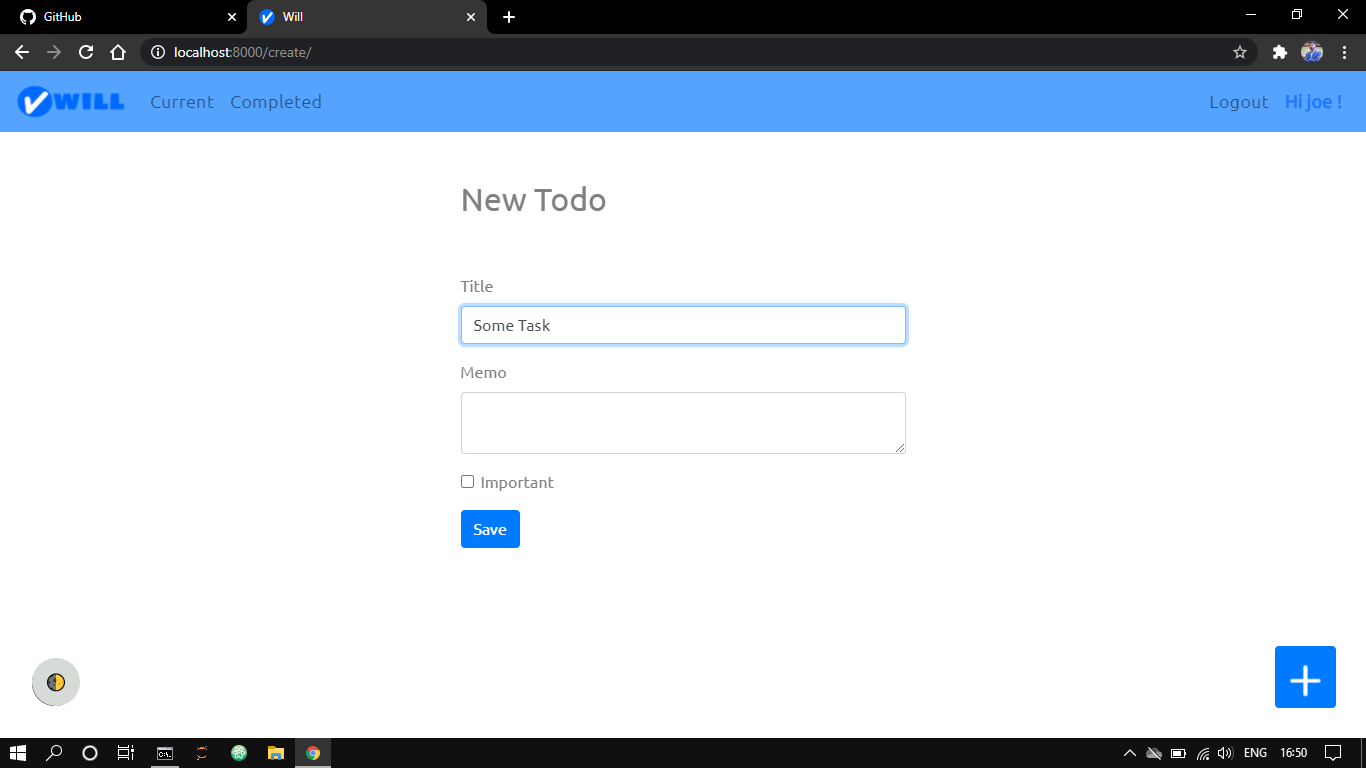 GitHub
Will
localhost:8000/create/
WILL Current Completed Logout Hi joe !
New Todo
Title
Some Task
Memo
Important
Save
C:\.
ENG 16:50